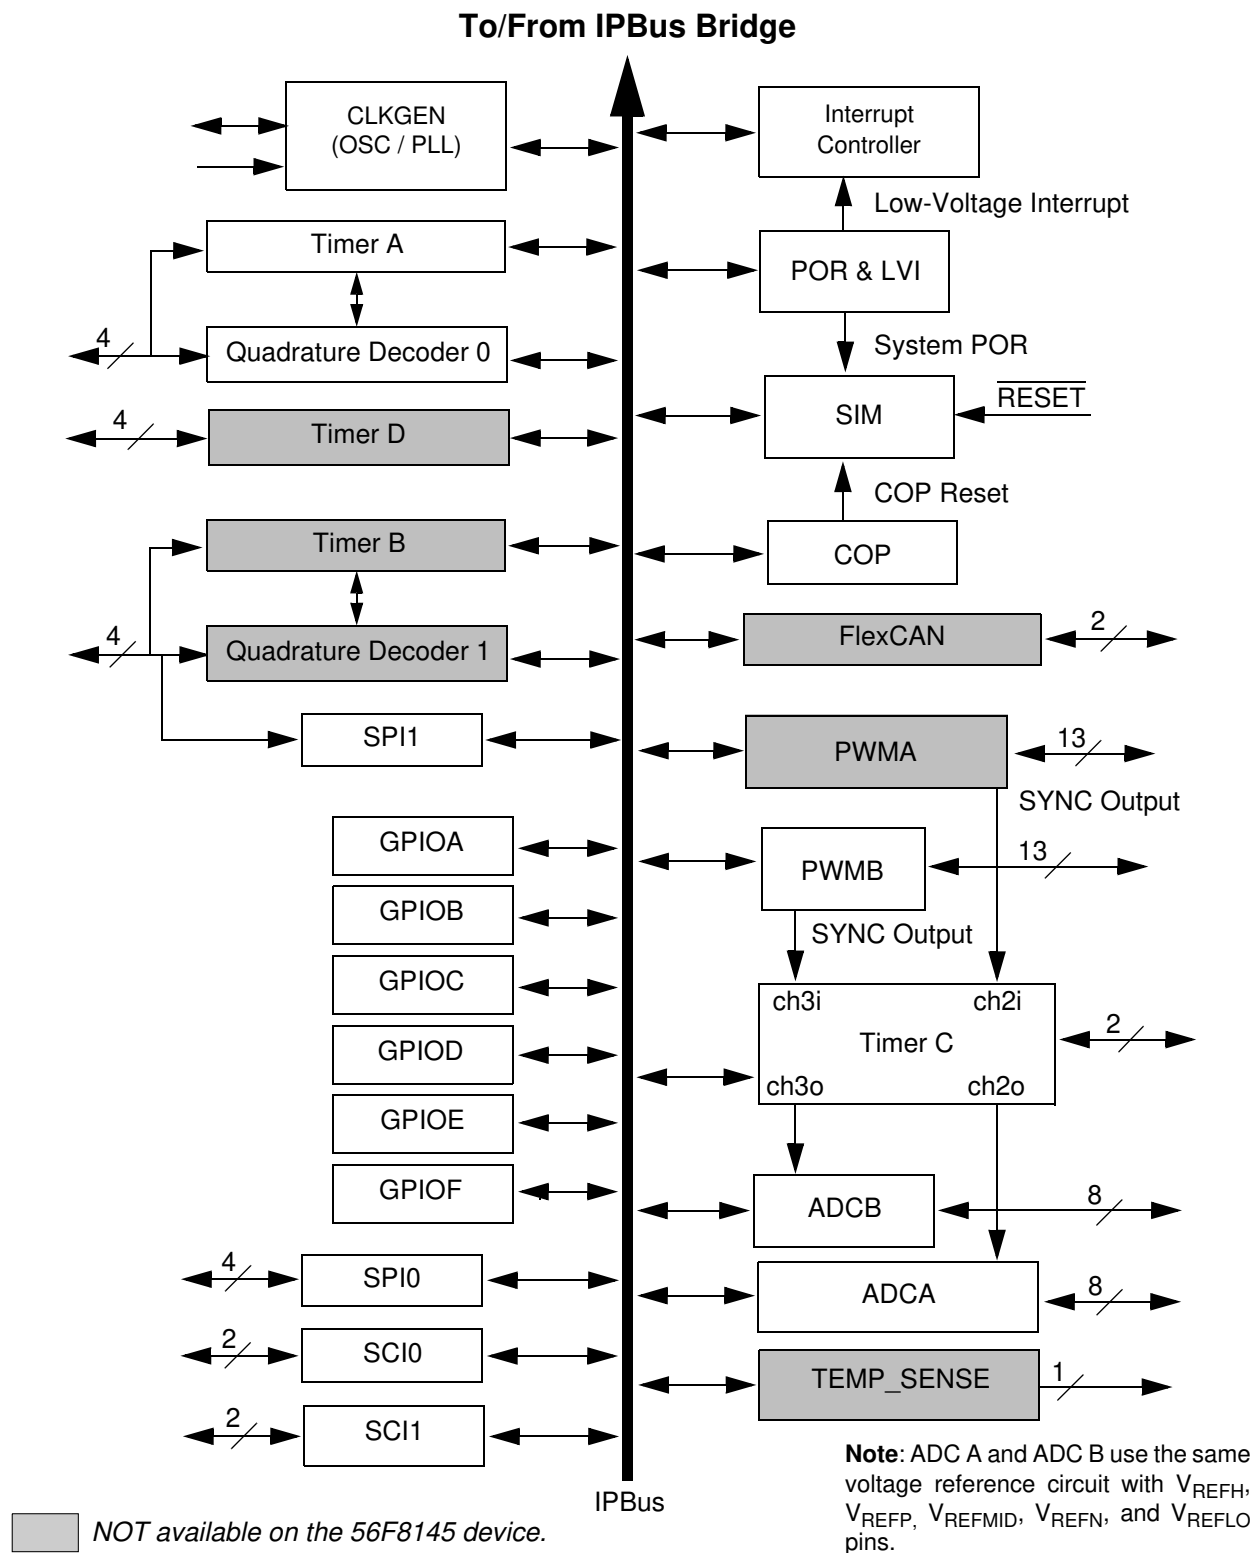 To/From IPBus Bridge
CLKGEN
(OSC / PLL)
Timer A
4
Quadrature Decoder 0
4
Timer D
Timer B
4
Quadrature Decoder 1
SPI1
GPIOA
GPIOB
GPIOC
GPIOD
GPIOE
GPIOF
4
SPI0
2
SCI0
2
SCI1
Interrupt
Controller
Low-Voltage Interrupt
POR & LVI
System POR
SIM
RESET
COP Reset
COP
FlexCAN
2
PWMA
13
SYNC Output
PWMB
13
SYNC Output
ch3i
ch2i
Timer C
2
ch3o
ch2o
ADCB
8
ADCA
8
TEMP_SENSE
1
IPBus
Note: ADC A and ADC B use the same
voltage reference circuit with VREFH,
VREFP, VREFMID, VREFN, and VREFLO
pins.
NOT available on the 56F8145 device.